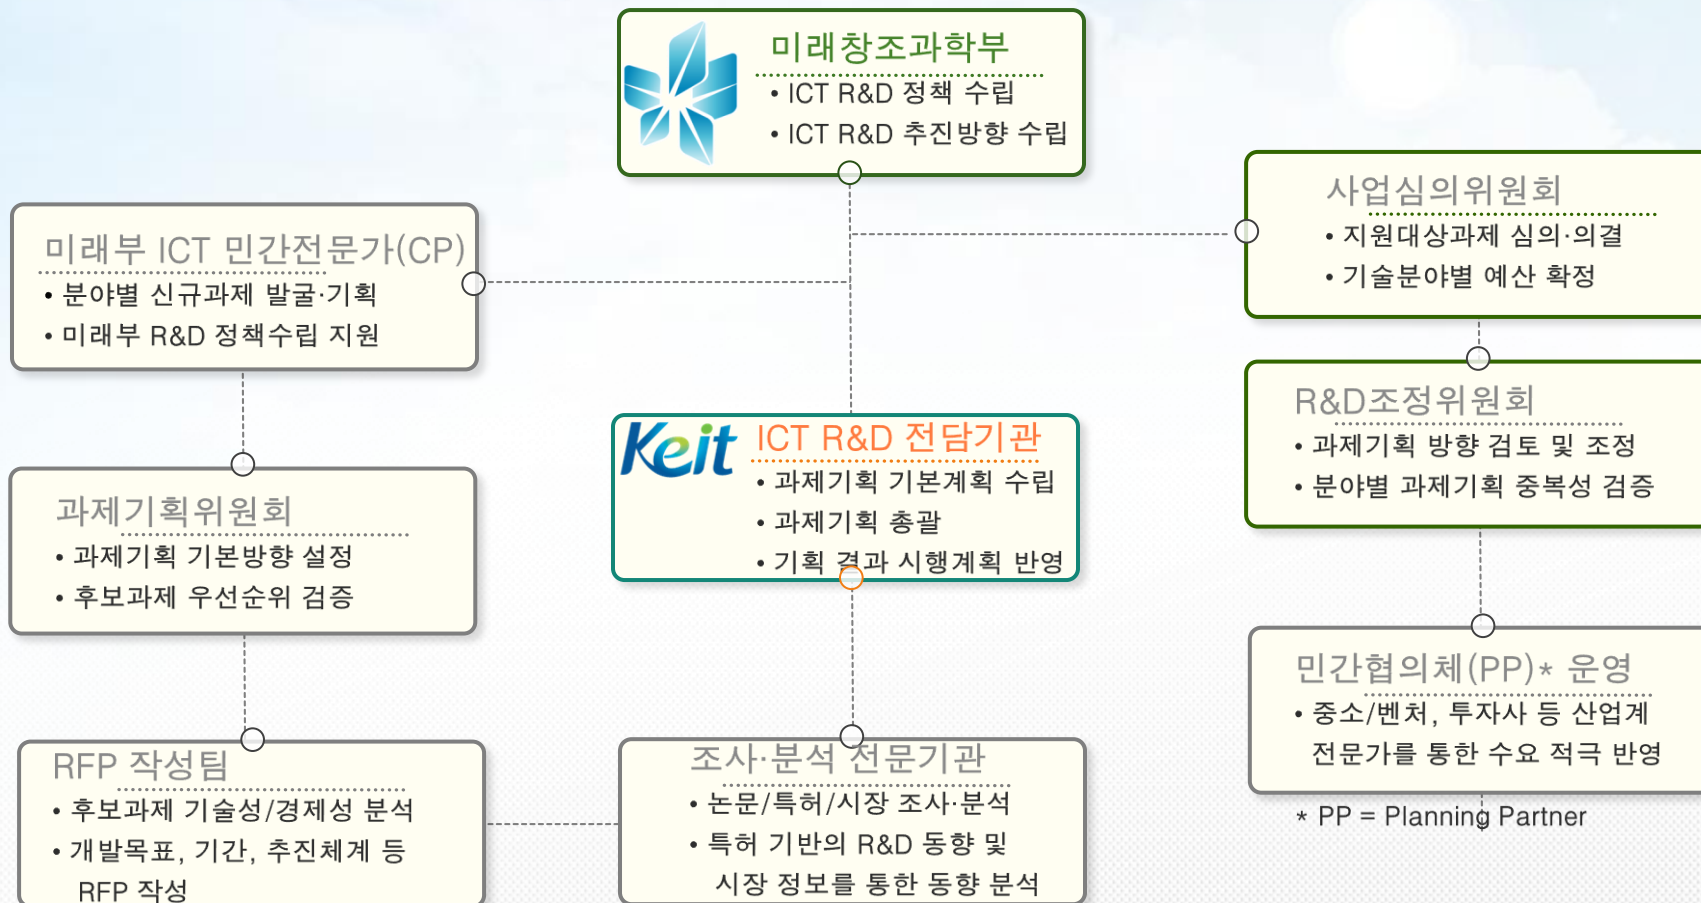 미래창조과학부
• ICT R&D 정책 수립
• ICT R&D 추진방향 수립
사업심의위원회
• 지원대상과제 심의·의결
• 기술분야별 예산 확정
미래부 ICT 민간전문가(CP)
• 분야별 신규과제 발굴·기획
• 미래부 R&D 정책수립 지원
R&D조정위원회
• 과제기획 방향 검토 및 조정
• 분야별 과제기획 중복성 검증
Keit ICT R&D 전담기관
• 과제기획 기본계획 수립
• 과제기획 총괄
• 기획 결과 시행계획 반영
과제기획위원회
• 과제기획 기본방향 설정
• 후보과제 우선순위 검증
민간협의체(PP)* 운영
• 중소/벤처, 투자사 등 산업계
전문가를 통한 수요 적극 반영
* PP = Planning Partner
RFP 작성팀
• 후보과제 기술성/경제성 분석
• 개발목표, 기간, 추진체계 등
RFP 작성
조사·분석 전문기관
• 논문/특허/시장 조사·분석
• 특허 기반의 R&D 동향 및
시장 정보를 통한 동향 분석